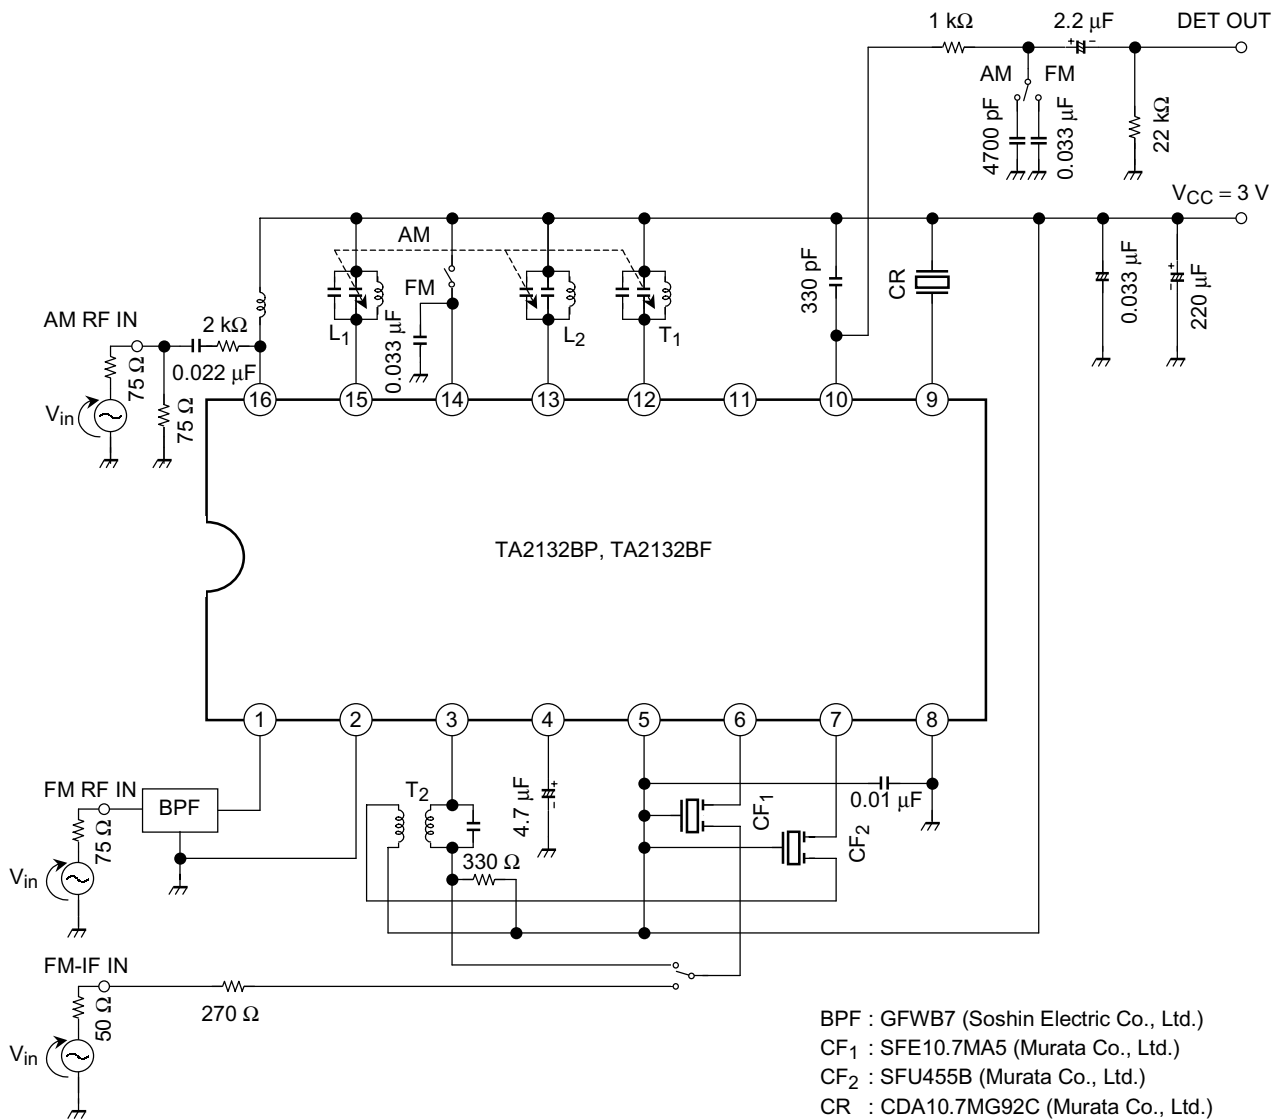 1 kΩ
2.2 μF
DET OUT
+ −
AM
FM
4700 pF
0.033 μF
22 kΩ
VCC = 3 V
AM
FM
330 pF
CR
0.033 μF
220 μF
+
−
AM RF IN
2 kΩ
0.022 μF
75 Ω
Vin
75 Ω
L1
0.033 μF
L2
T1
16
15
14
13
12
11
10
9
TA2132BP, TA2132BF
1
2
3
4
5
6
7
8
FM RF IN
BPF
75 Ω
Vin
T2
4.7 μF
+
−
CF1
CF2
0.01 μF
330 Ω
FM-IF IN
50 Ω
Vin
270 Ω
BPF : GFWB7 (Soshin Electric Co., Ltd.)
CF1 : SFE10.7MA5 (Murata Co., Ltd.)
CF2 : SFU455B (Murata Co., Ltd.)
CR : CDA10.7MG92C (Murata Co., Ltd.)